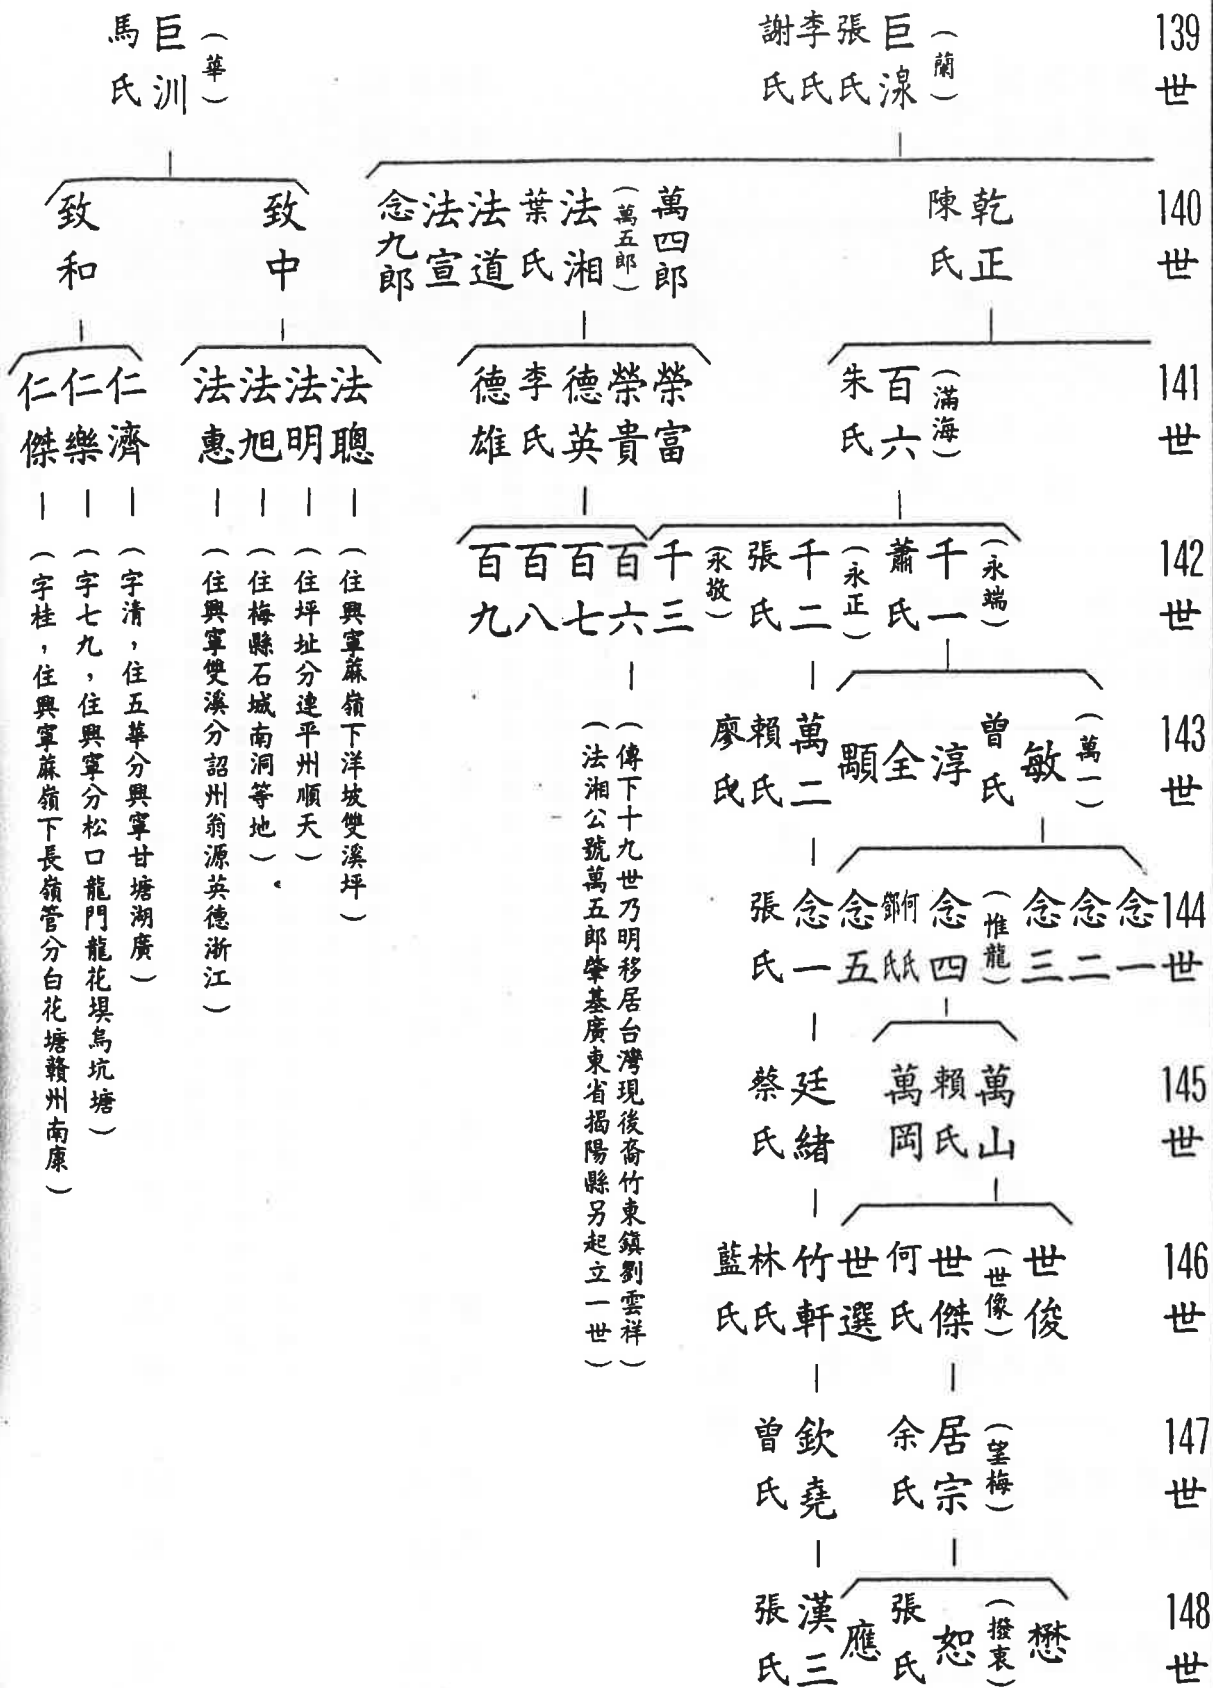 139世
巨湶
（蘭）
張氏
李氏
謝氏
巨汌
（華）
馬氏
140世
乾正
陳氏
萬四郎
法湘
（萬五郎）
葉氏
法道
法宣
念九郎
致中
致和
141世
百六
（滿海）
朱氏
榮富
榮貴
德英
李氏
德雄
法聰
法明
法旭
法惠
仁濟
仁樂
仁傑
142世
千一
（永端）
蕭氏
千二
（永正）
張氏
千三
（永敬）
百六
百七
百八
百九
（住興寧蔴嶺下洋坡雙溪坪）
（住坪址分連平州順天）
（住梅縣石城南洞等地）
（住興寧雙溪分詔州翁源英德浙江）
（字清，住五華分興寧甘塘湖廣）
（字七九，住興寧分松口龍門龍花塓烏坑塘）
（字桂，住興寧蔴嶺下長嶺管分白花塘贛州南康）
143世
敏
（萬一）
曾氏
淳
全
顒
萬二
賴氏
廖氏
（傳下十九世乃明移居台灣現後裔竹東鎮劉雲祥）
（法湘公號萬五郎肇基廣東省揭陽縣另起立一世）
144世
念一
念二
念三
念四
（惟龍）
何氏
鄧氏
念五
念一
張氏
145世
萬山
賴氏
萬岡
廷緒
蔡氏
146世
世俊
世傑
（世像）
何氏
世選
竹軒
林氏
藍氏
147世
居宗
（望梅）
余氏
欽堯
曾氏
148世
懋
恕
（撥衷）
張氏
應
漢三
張氏